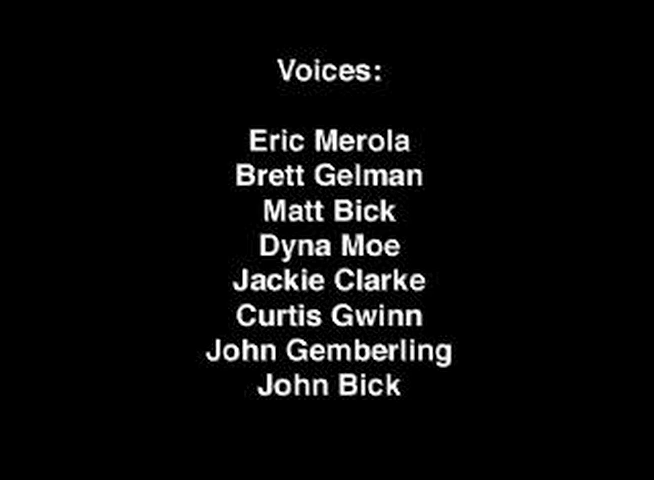 Voices:
Eric Merola
Brett Gelman
Matt Bick
Dyna Moe
Jackie Clarke
Curtis Gwinn
John Gemberling
John Bick